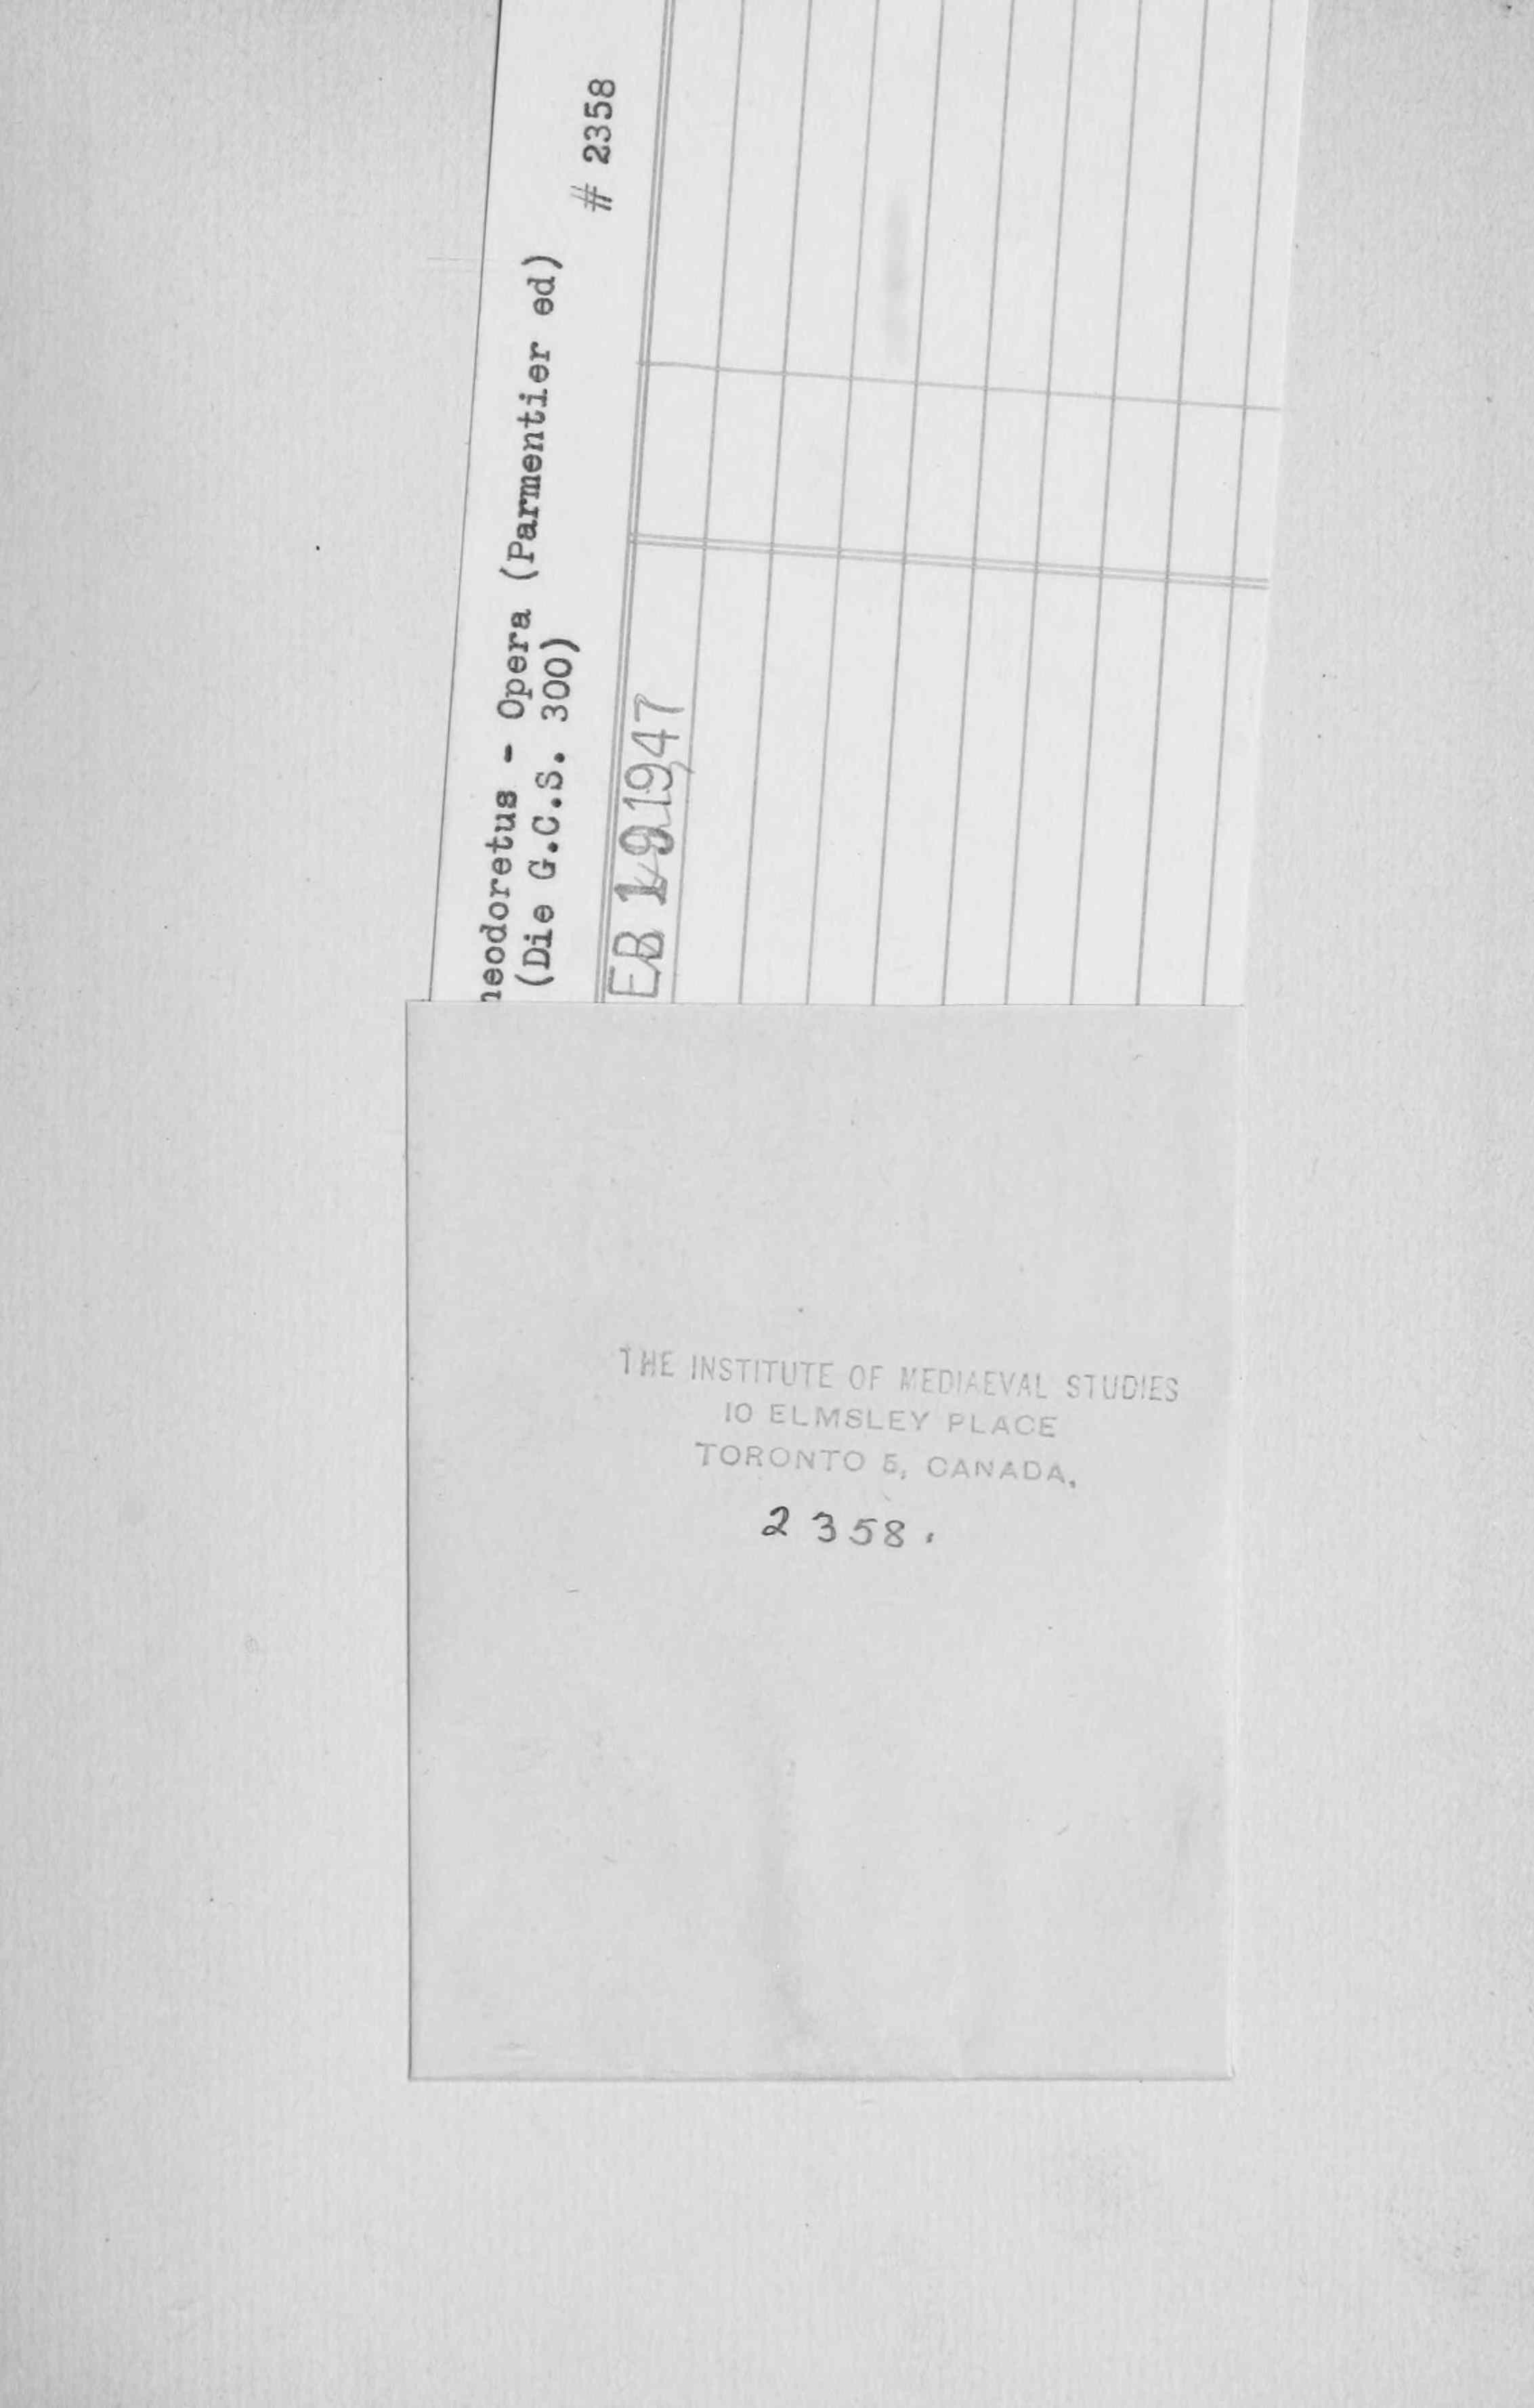 heodoretus - Opera (Parmentier ed)
(Die G.C.S. 300)
# 2358
EB 19 1947
THE INSTITUTE OF MEDIAEVAL STUDIES
10 ELMSLEY PLACE
TORONTO 5, CANADA.
2358.